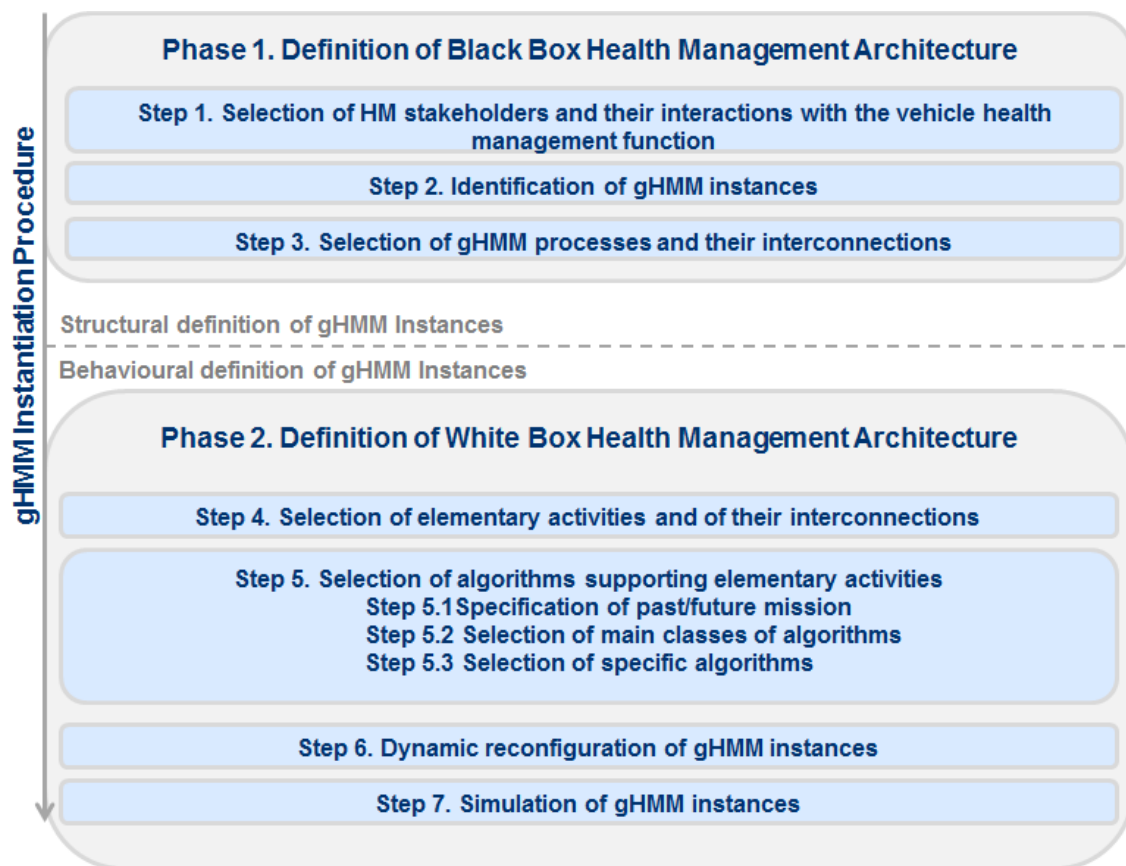 gHMM Instantiation Procedure
Phase 1. Definition of Black Box Health Management Architecture
Step 1. Selection of HM stakeholders and their interactions with the vehicle health
management function
Step 2. Identification of gHMM instances
Step 3. Selection of gHMM processes and their interconnections
Structural definition of gHMM Instances
Behavioural definition of gHMM Instances
Phase 2. Definition of White Box Health Management Architecture
Step 4. Selection of elementary activities and of their interconnections
Step 5. Selection of algorithms supporting elementary activities
Step 5.1 Specification of past/future mission
Step 5.2 Selection of main classes of algorithms
Step 5.3 Selection of specific algorithms
Step 6. Dynamic reconfiguration of gHMM instances
Step 7. Simulation of gHMM instances